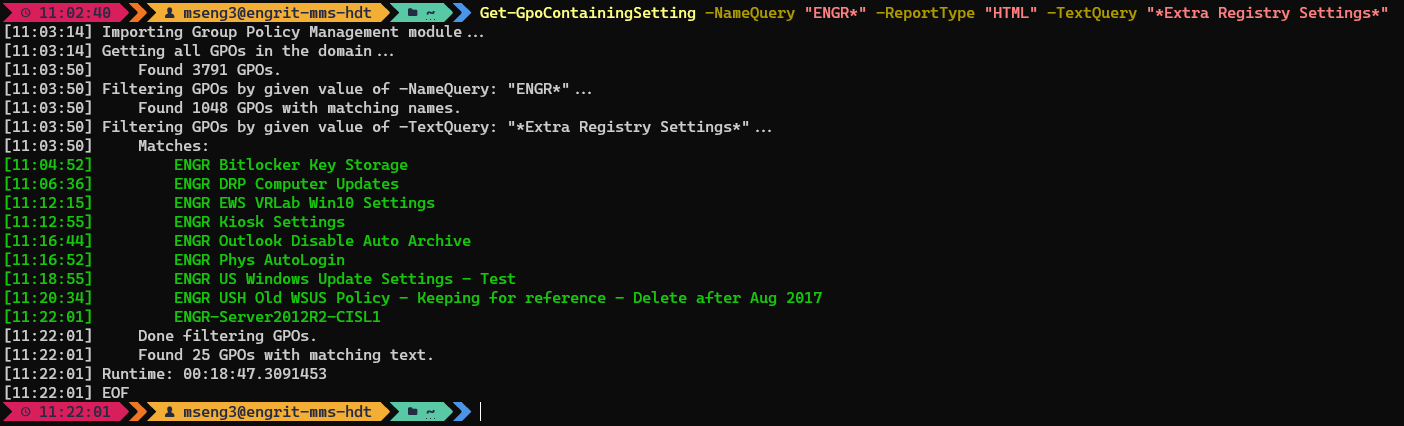 11:02:40 mseng3@engrit-mms-hdt ~ Get-GpoContainingSetting -NameQuery "ENGR*" -ReportType "HTML" -TextQuery "*Extra Registry Settings*"
[11:03:14] Importing Group Policy Management module...
[11:03:14] Getting all GPOs in the domain...
[11:03:50]     Found 3791 GPOs.
[11:03:50] Filtering GPOs by given value of -NameQuery: "ENGR*"...
[11:03:50]     Found 1048 GPOs with matching names.
[11:03:50] Filtering GPOs by given value of -TextQuery: "*Extra Registry Settings*"...
[11:03:50]     Matches:
[11:04:52]         ENGR Bitlocker Key Storage
[11:06:36]         ENGR DRP Computer Updates
[11:12:15]         ENGR EWS VRLab Win10 Settings
[11:12:55]         ENGR Kiosk Settings
[11:16:44]         ENGR Outlook Disable Auto Archive
[11:16:52]         ENGR Phys AutoLogin
[11:18:55]         ENGR US Windows Update Settings - Test
[11:20:34]         ENGR USH Old WSUS Policy - Keeping for reference - Delete after Aug 2017
[11:22:01]         ENGR-Server2012R2-CISL1
[11:22:01]     Done filtering GPOs.
[11:22:01]     Found 25 GPOs with matching text.
[11:22:01] Runtime: 00:18:47.3091453
[11:22:01] EOF
11:22:01 mseng3@engrit-mms-hdt ~